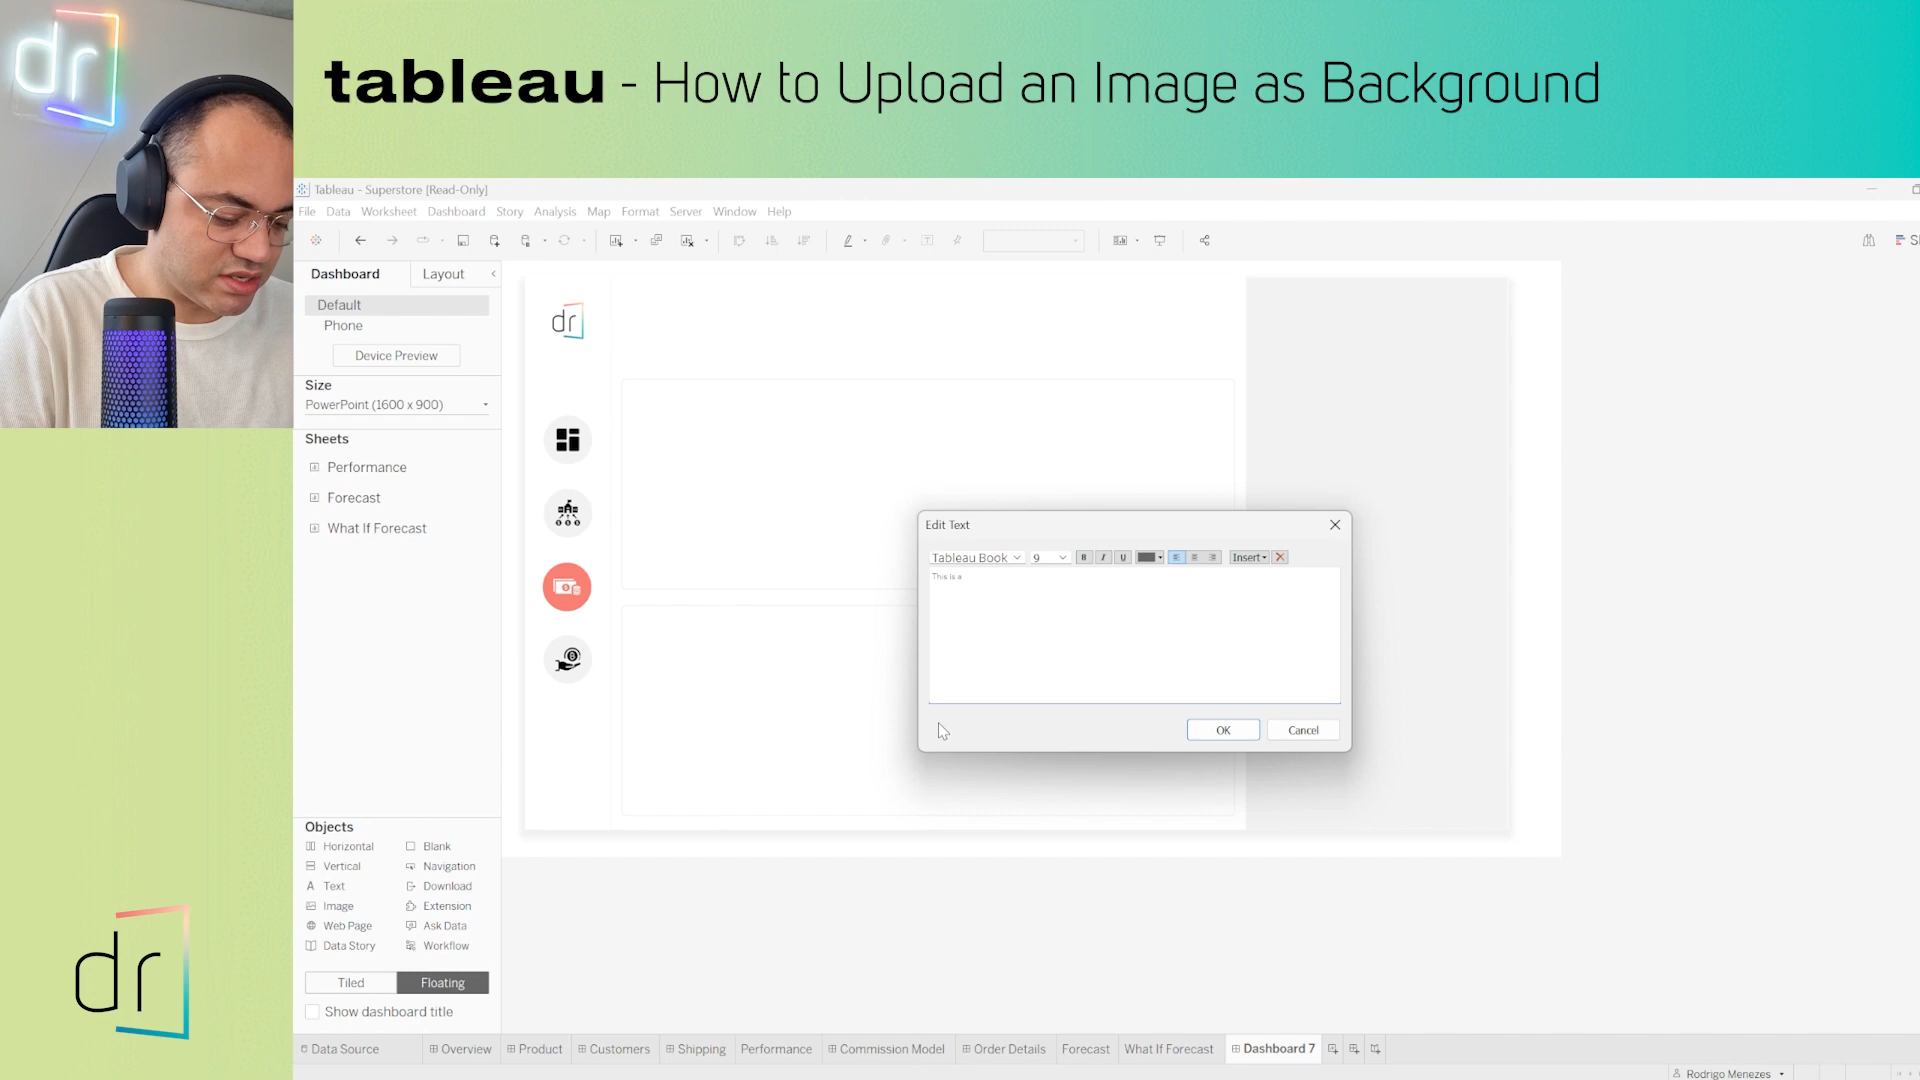 dr
tableau - How to Upload an Image as Background
Tableau - Superstore [Read-Only]
File Data Worksheet Dashboard Story Analysis Map Format Server Window Help
Dashboard Layout
Default
Phone
Device Preview
Size
PowerPoint (1600 x 900)
Sheets
Performance
Forecast
What If Forecast
dr
Edit Text
Tableau Book 9 B I U Insert
This is a
OK Cancel
Objects
Horizontal Blank
Vertical Navigation
Text Download
Image Extension
Web Page Ask Data
Data Story Workflow
Tiled Floating
Show dashboard title
dr
Data Source Overview Product Customers Shipping Performance Commission Model Order Details Forecast What If Forecast Dashboard 7
Rodrigo Menezes